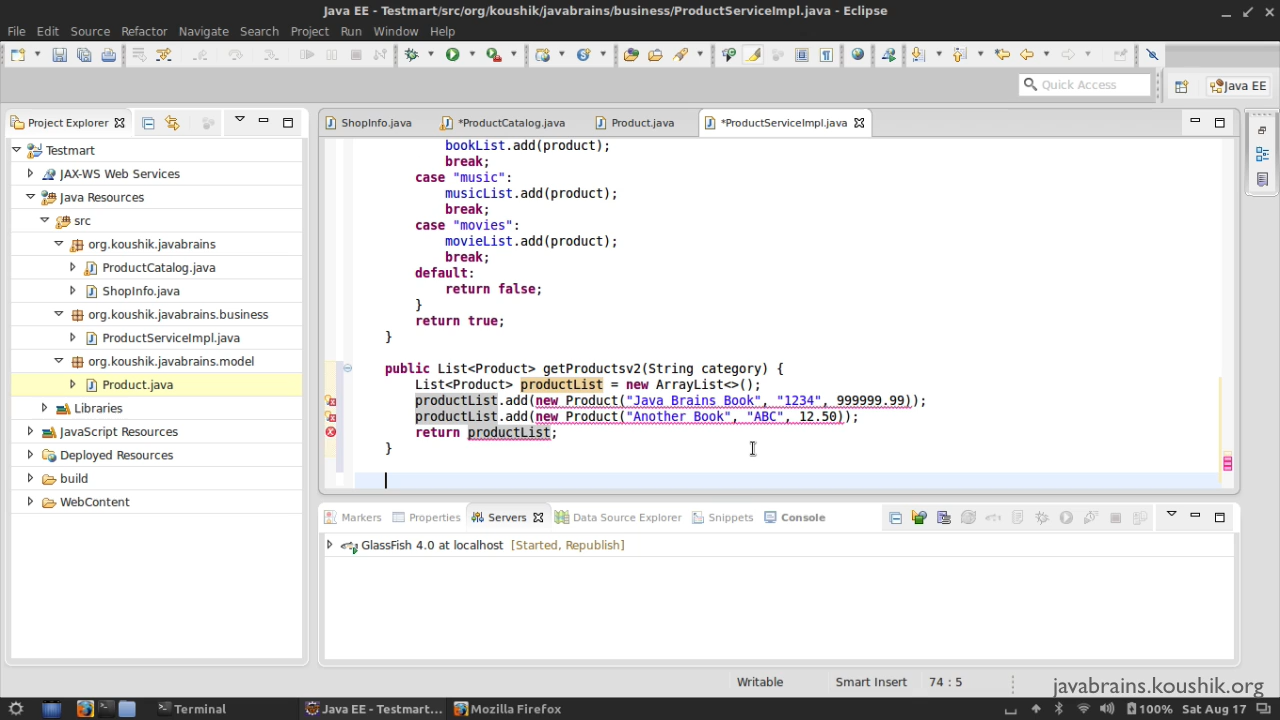 Java EE - Testmart/src/org/koushik/javabrains/business/ProductServiceImpl.java - Eclipse
File Edit Source Refactor Navigate Search Project Run Window Help
Quick Access
Java EE
Project Explorer
ShopInfo.java *ProductCatalog.java Product.java *ProductServiceImpl.java
Testmart
JAX-WS Web Services
Java Resources
src
org.koushik.javabrains
ProductCatalog.java
ShopInfo.java
org.koushik.javabrains.business
ProductServiceImpl.java
org.koushik.javabrains.model
Product.java
Libraries
JavaScript Resources
Deployed Resources
build
WebContent
bookList.add(product);
break;
case "music":
musicList.add(product);
break;
case "movies":
movieList.add(product);
break;
default:
return false;
}
return true;
}
public List<Product> getProductsv2(String category) {
List<Product> productList = new ArrayList<>();
productList.add(new Product("Java Brains Book", "1234", 999999.99));
productList.add(new Product("Another Book", "ABC", 12.50));
return productList;
}
Markers Properties Servers Data Source Explorer Snippets Console
GlassFish 4.0 at localhost [Started, Republish]
Writable Smart Insert 74 : 5
javabrains.koushik.org
Terminal Java EE - Testmart... Mozilla Firefox 100% Sat Aug 17